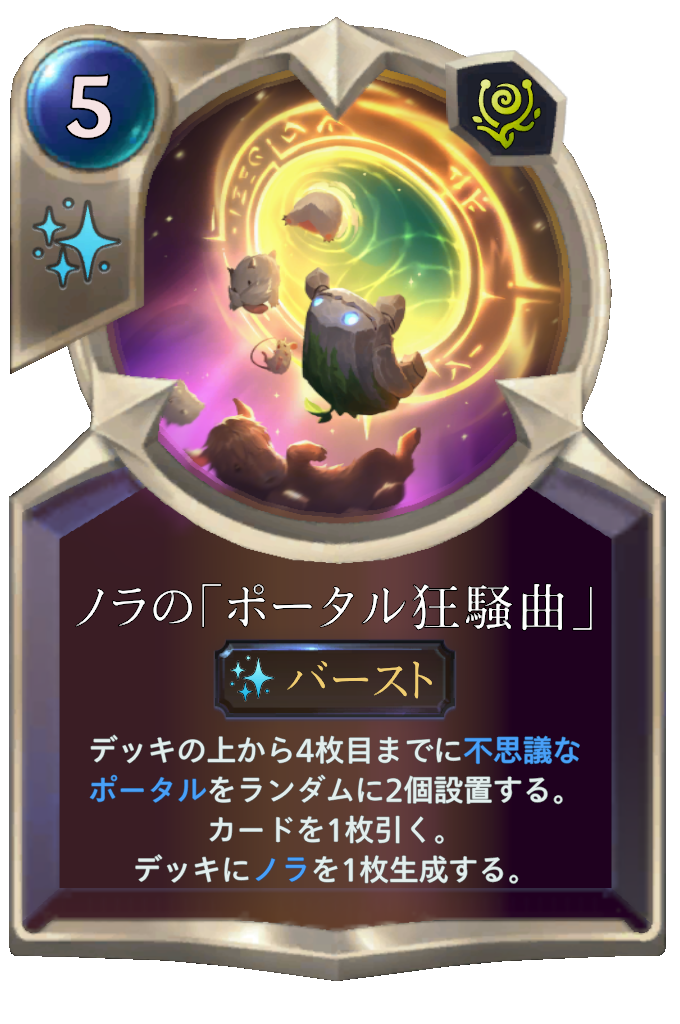 5
ノラの「ポータル狂騒曲」
バースト
デッキの上から4枚目までに不思議な
ポータルをランダムに2個設置する。
カードを1枚引く。
デッキにノラを1枚生成する。